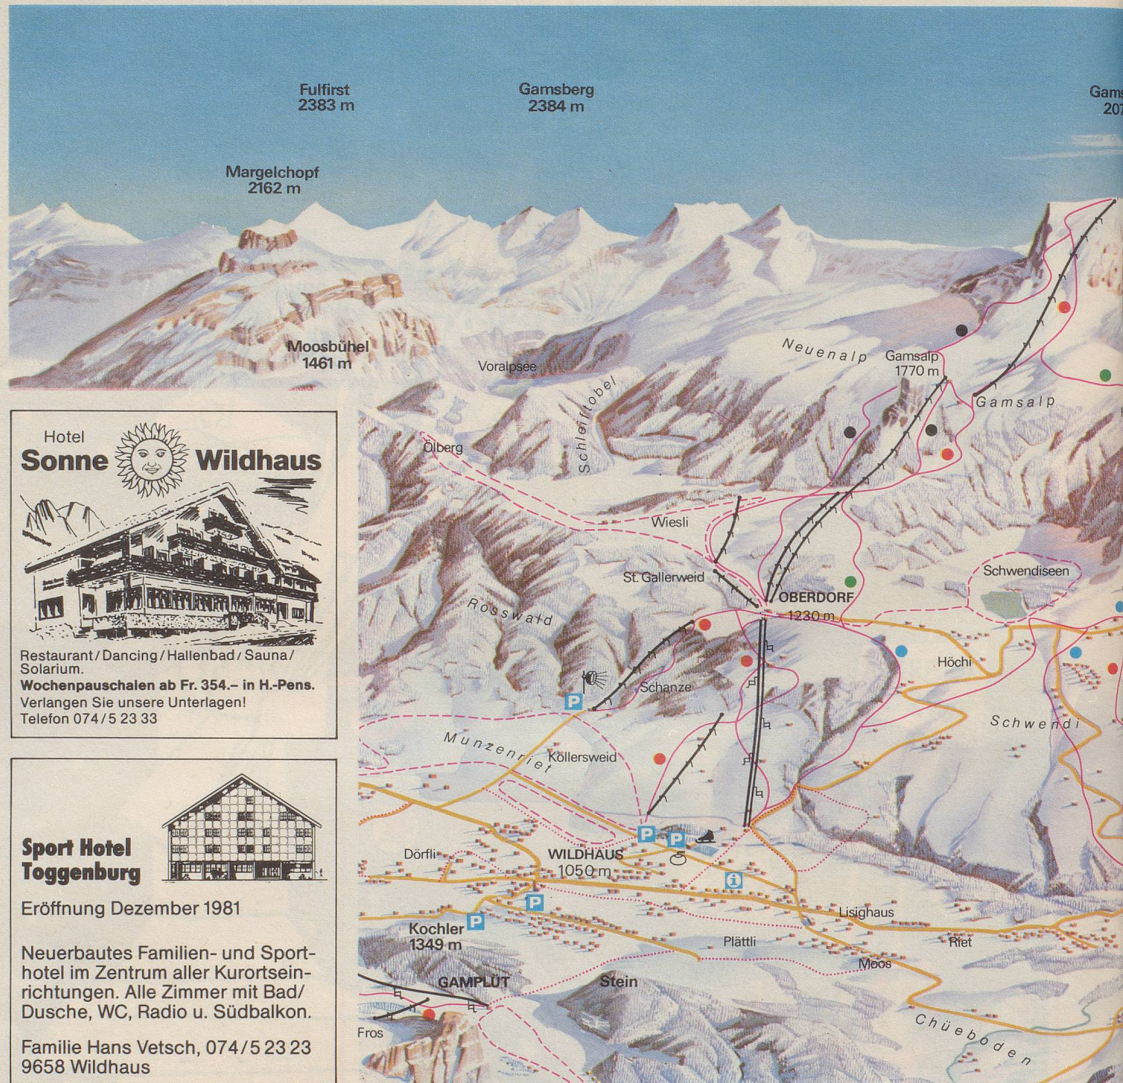 Fulfirst
2383 m
Gamsberg
2384 m
Gams
207
Margelchopf
2162 m
Moosbühel
1461 m
Voralpsee
Neuenalp
Gamsalp
1770 m
Gamsalp
Schleiftobel
Ölberg
Wiesli
St. Gallerweid
Rosswald
OBERDORF
1230 m
Schwendiseen
Höchi
Schanze
Schwendi
P
Munzenriet
Köllersweid
P
P
Dörfli
WILDHAUS
1050 m
i
P
Lisighaus
P
Kochler
1349 m
Plättli
Riet
Moos
GAMPLÜT
Stein
Fros
Chüeboden
Hotel
Sonne Wildhaus
Restaurant/Dancing/Hallenbad/Sauna/
Solarium.
Wochenpauschalen ab Fr. 354.– in H.-Pens.
Verlangen Sie unsere Unterlagen!
Telefon 074/5 23 33
Sport Hotel
Toggenburg
Eröffnung Dezember 1981
Neuerbautes Familien- und Sport-
hotel im Zentrum aller Kurortsein-
richtungen. Alle Zimmer mit Bad/
Dusche, WC, Radio u. Südbalkon.
Familie Hans Vetsch, 074/5 23 23
9658 Wildhaus